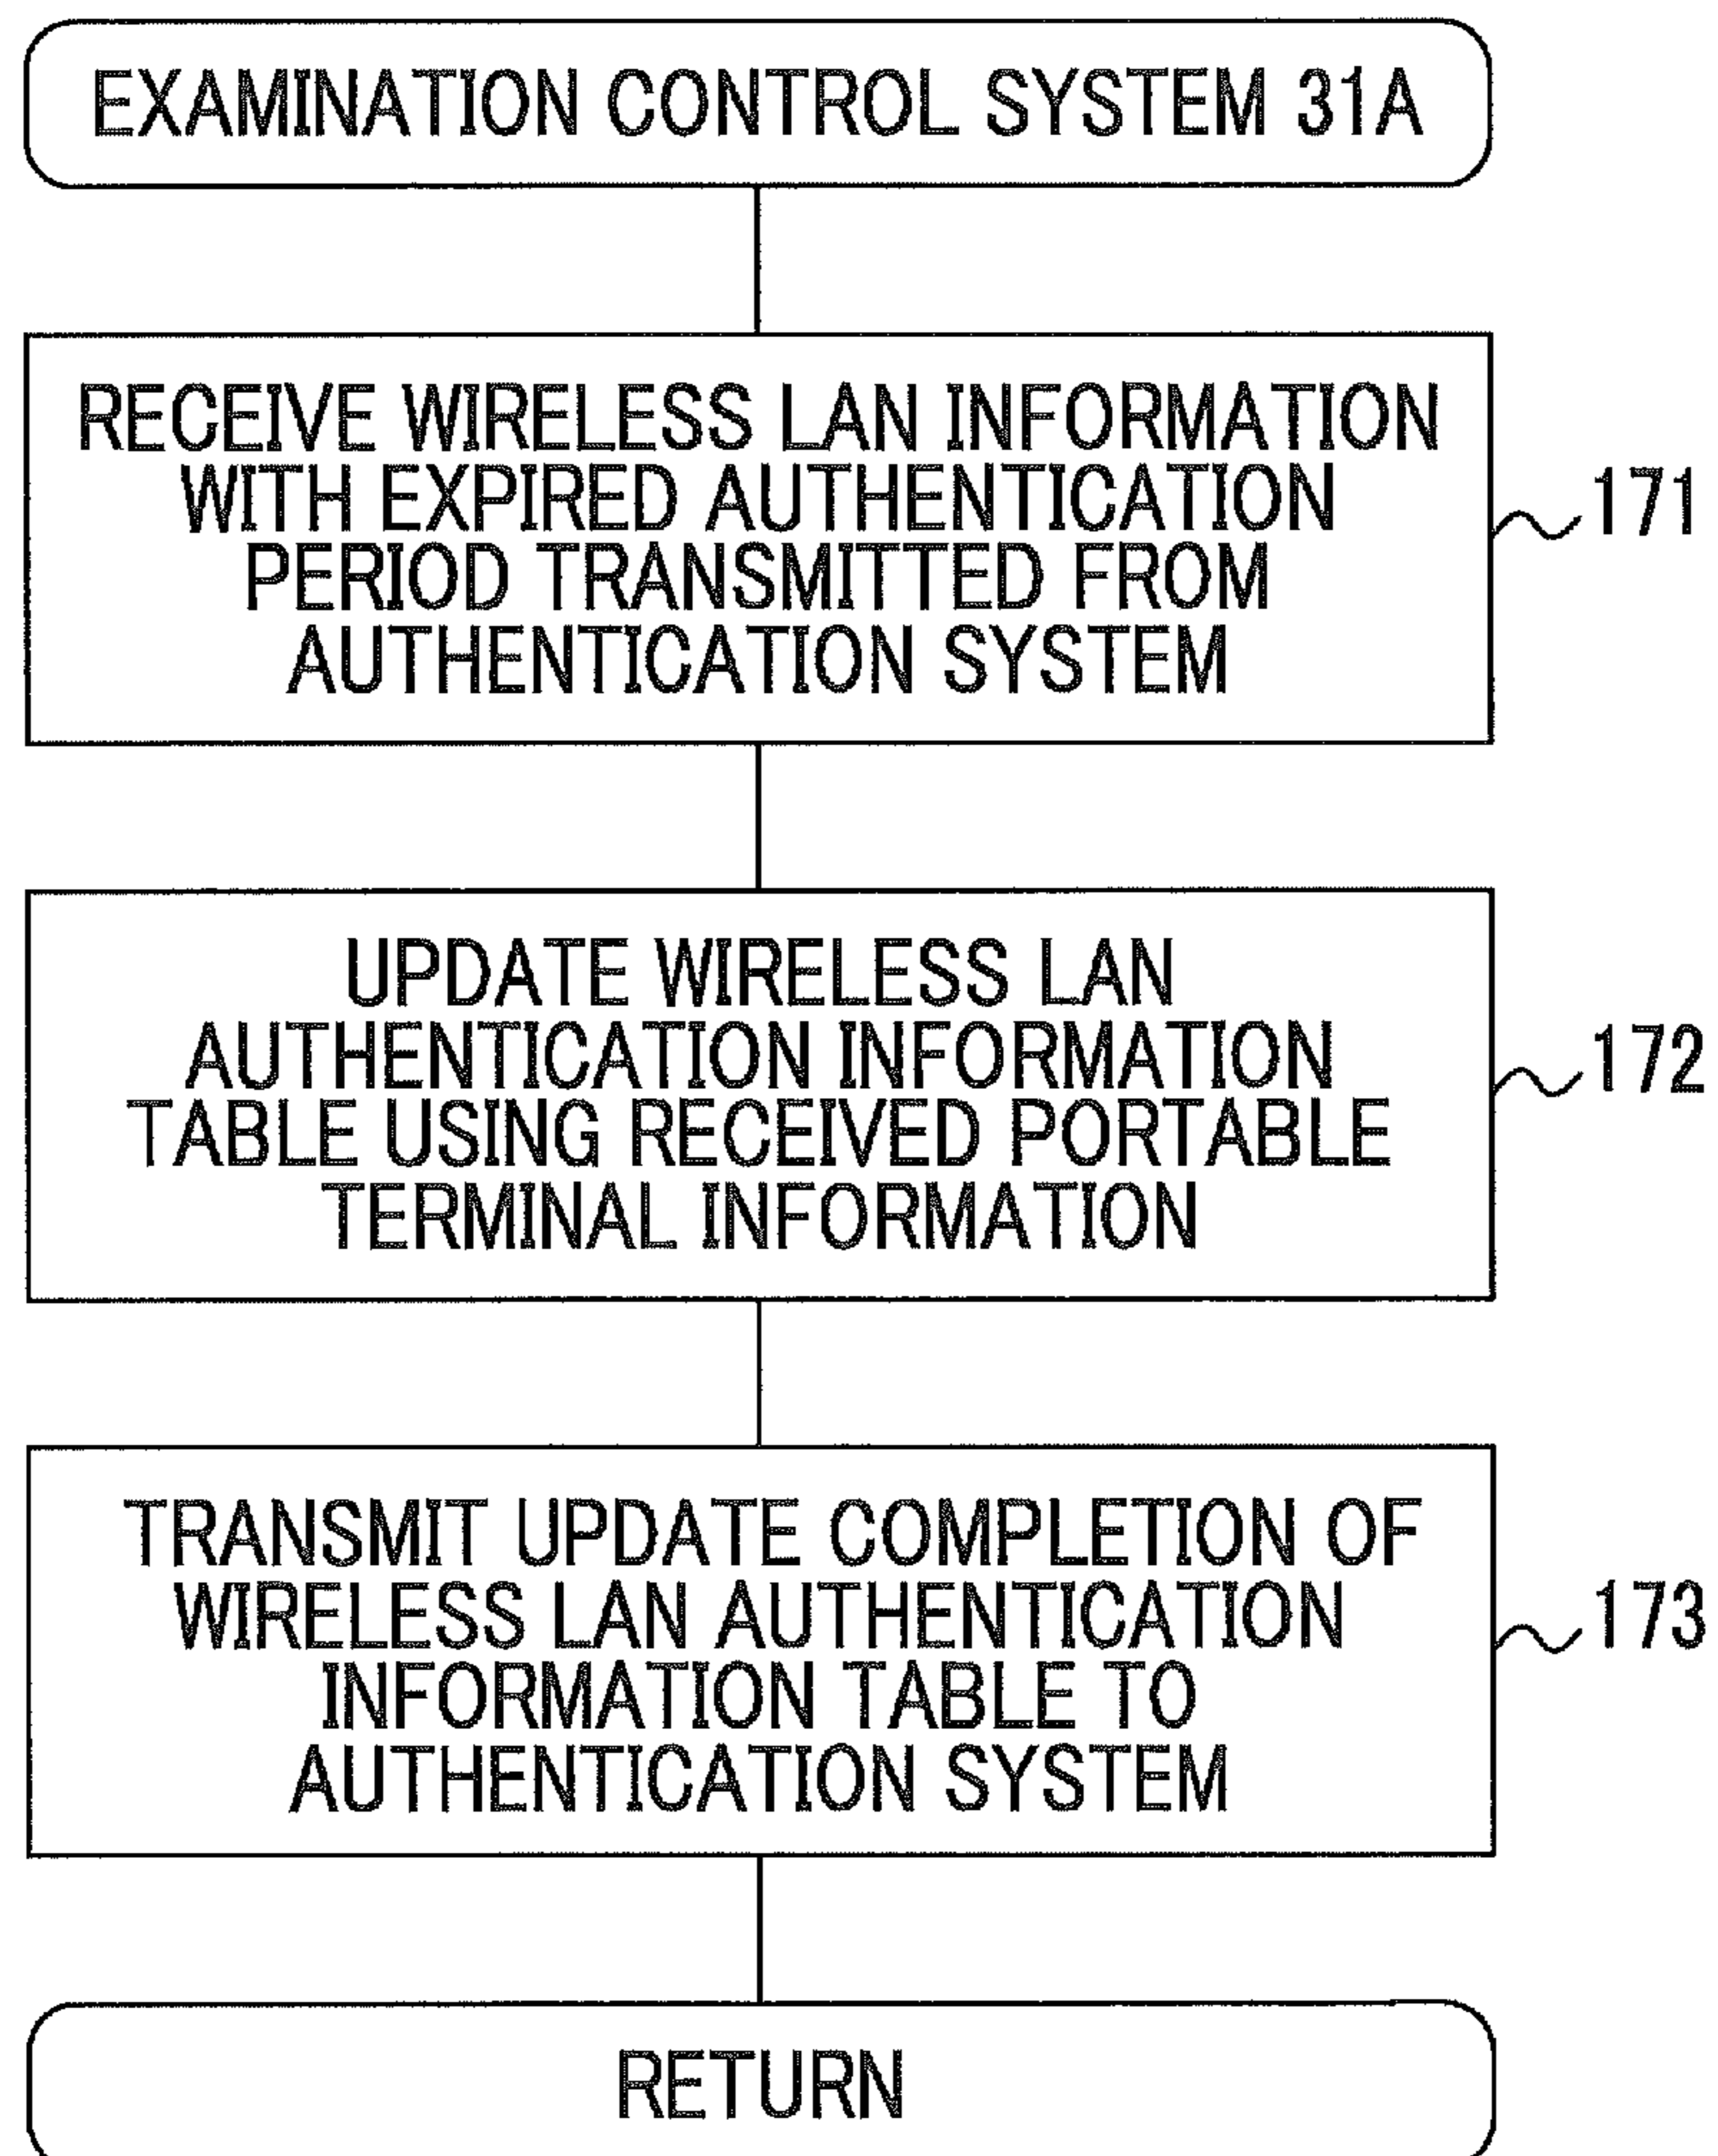 EXAMINATION CONTROL SYSTEM 31A
RECEIVE WIRELESS LAN INFORMATION
WITH EXPIRED AUTHENTICATION
PERIOD TRANSMITTED FROM
AUTHENTICATION SYSTEM
171
UPDATE WIRELESS LAN
AUTHENTICATION INFORMATION
TABLE USING RECEIVED PORTABLE
TERMINAL INFORMATION
172
TRANSMIT UPDATE COMPLETION OF
WIRELESS LAN AUTHENTICATION
INFORMATION TABLE TO
AUTHENTICATION SYSTEM
173
RETURN